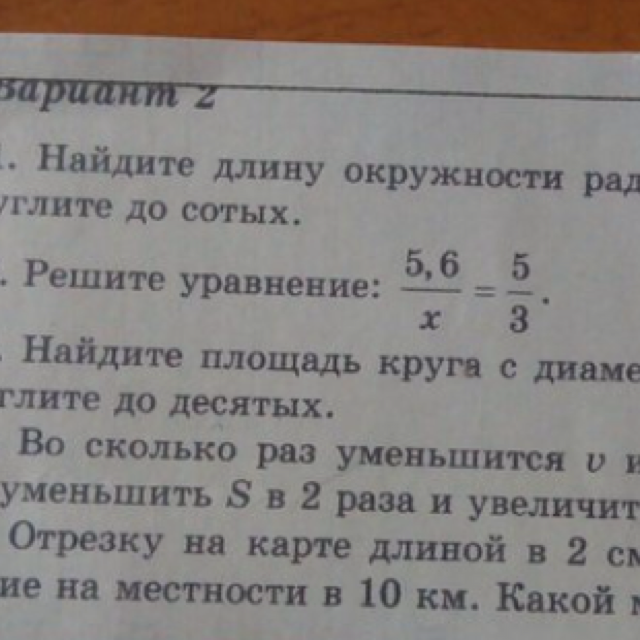 вариант 2
1. Найдите длину окружности рад
углите до сотых.
. Решите уравнение: 5,6/x = 5/3.
. Найдите площадь круга с диаме
глите до десятых.
Во сколько раз уменьшится v и
уменьшить S в 2 раза и увеличит
Отрезку на карте длиной в 2 см
ие на местности в 10 км. Какой м